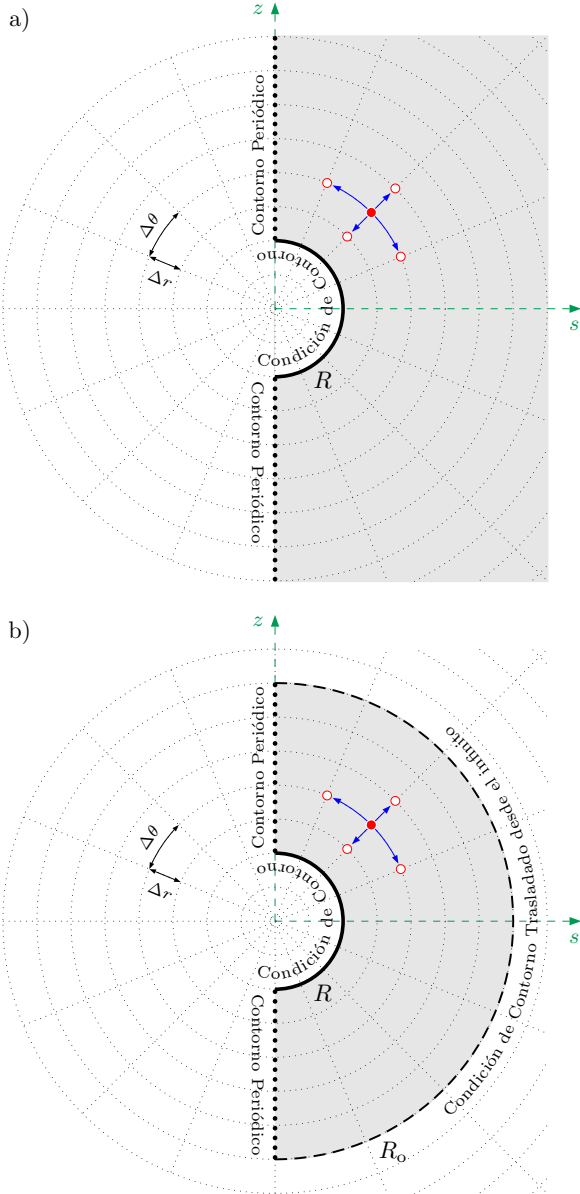 a)
z
Contorno Periódico
Δθ
Δr
Condición de Contorno
s
R
Contorno Periódico
b)
z
Contorno Periódico
Δθ
Δr
Condición de Contorno
Condición de Contorno Trasladado desde el infinito
s
R
Contorno Periódico
Rₒ